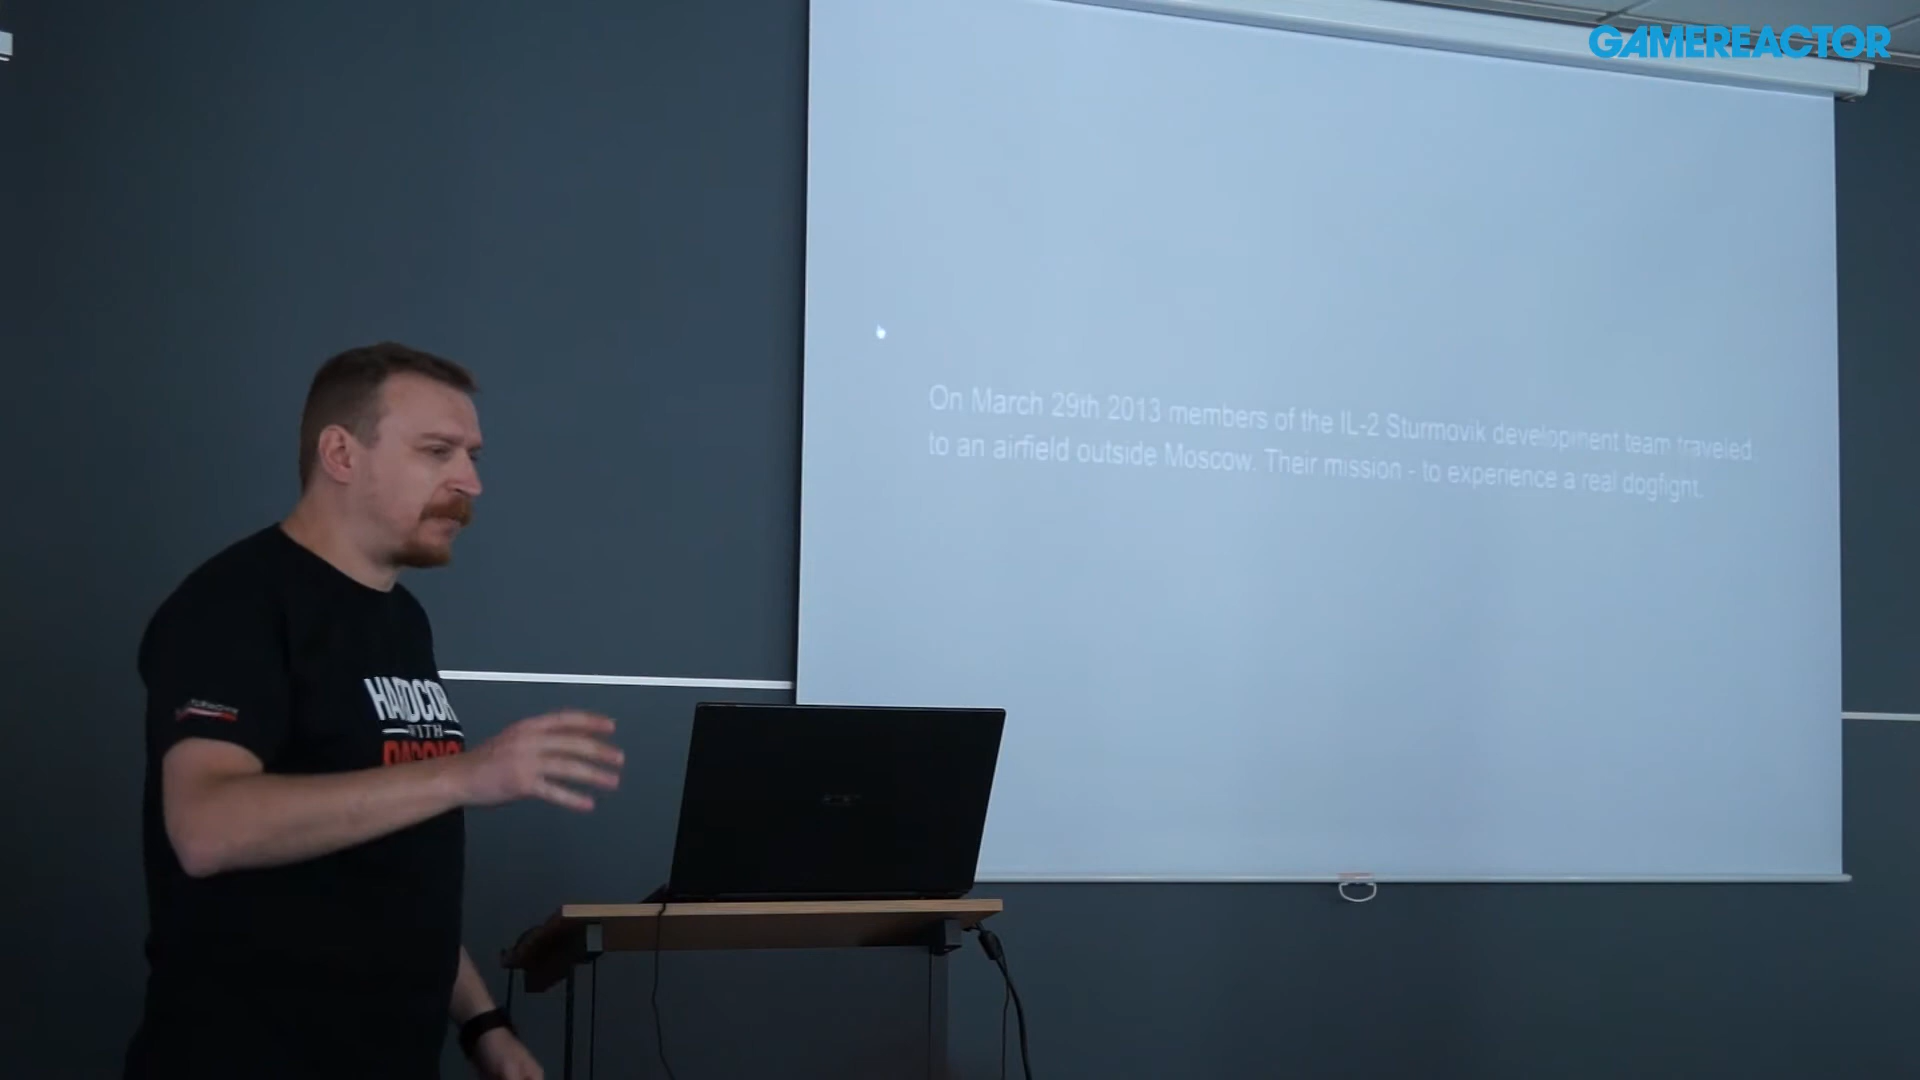 GAMEREACTOR
On March 29th 2013 members of the IL-2 Sturmovik development team traveled
to an airfield outside Moscow. Their mission - to experience a real dogfight.
HARDCOR
WITH